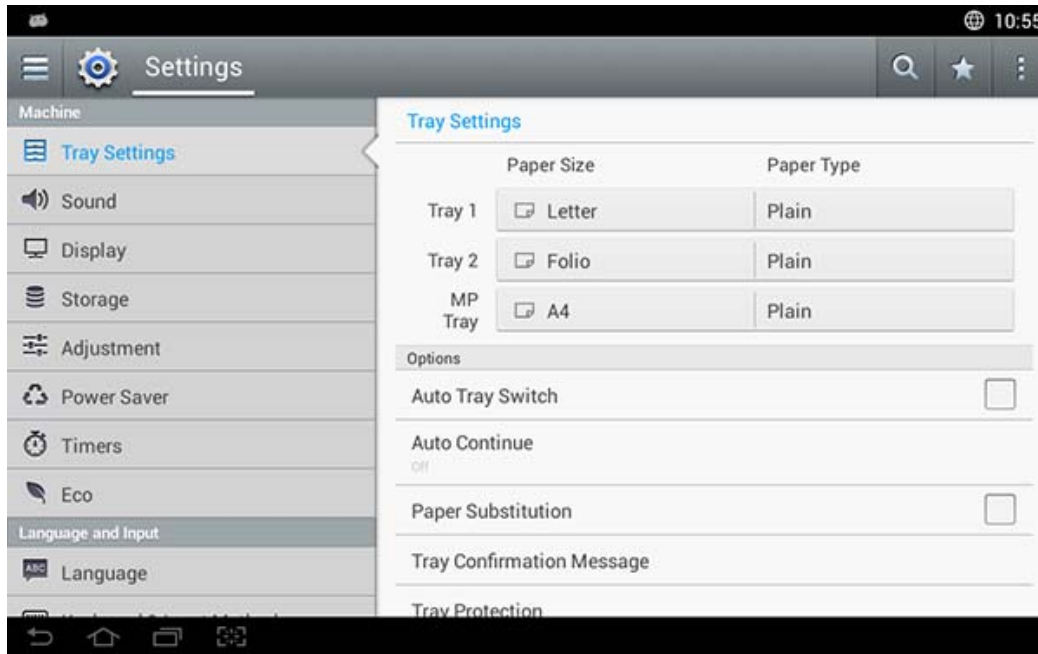 10:55
Settings
Machine
Tray Settings
Sound
Display
Storage
Adjustment
Power Saver
Timers
Eco
Language and Input
ABC
Language
Tray Settings
Paper Size Paper Type
Tray 1 Letter Plain
Tray 2 Folio Plain
MP
Tray A4 Plain
Options
Auto Tray Switch
Auto Continue
Off
Paper Substitution
Tray Confirmation Message
Tray Protection